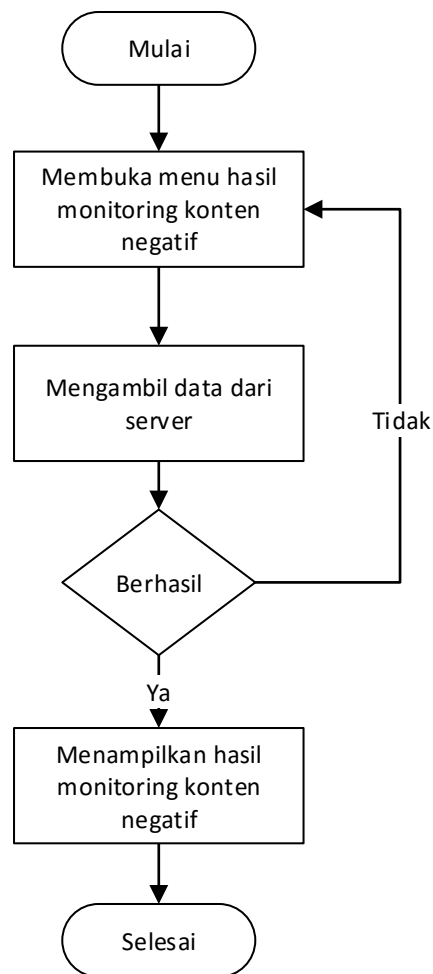 Mulai
Membuka menu hasil
monitoring konten
negatif
Mengambil data dari
server
Tidak
Berhasil
Ya
Menampilkan hasil
monitoring konten
negatif
Selesai